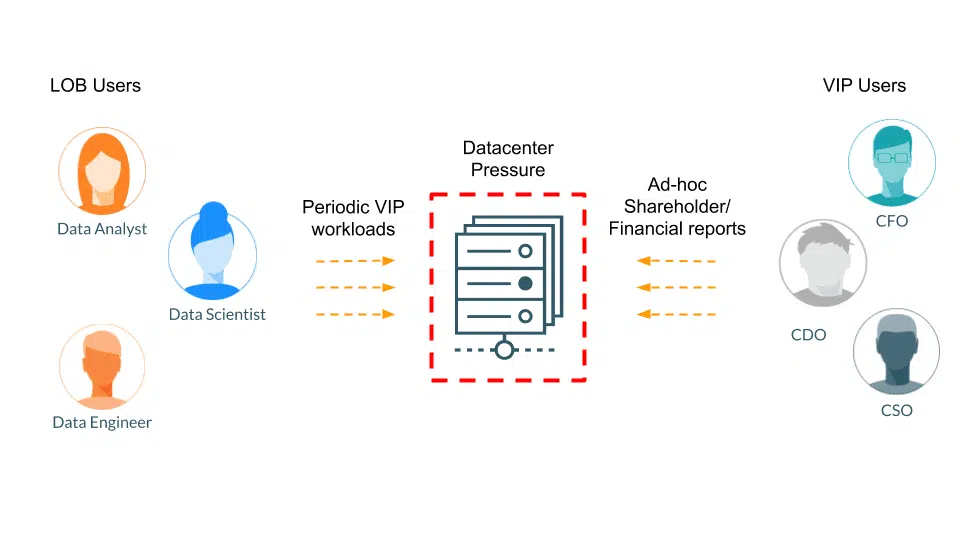 LOB Users
Data Analyst
Data Scientist
Data Engineer
Periodic VIP
workloads
Datacenter
Pressure
Ad-hoc
Shareholder/
Financial reports
VIP Users
CFO
CDO
CSO